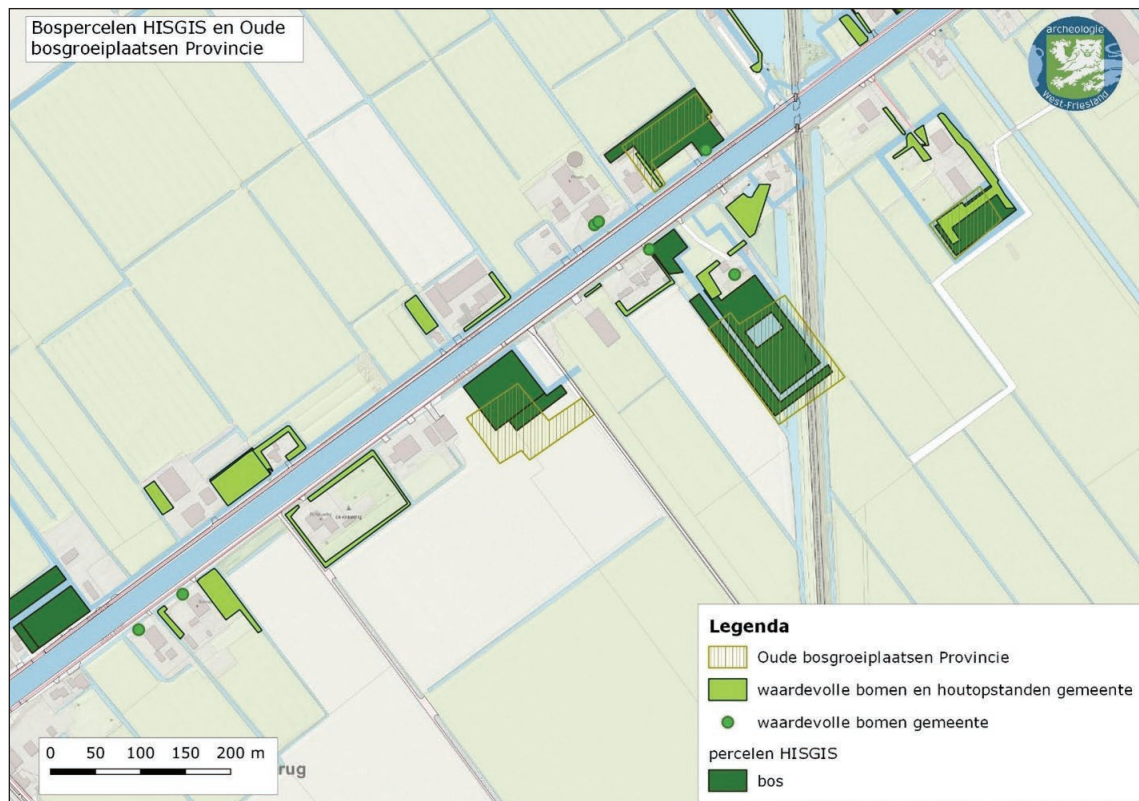 Bospercelen HISGIS en Oude
bosgroeiplaatsen Provincie
archeologie
West-Friesland
Legenda
Oude bosgroeiplaatsen Provincie
waardevolle bomen en houtopstanden gemeente
waardevolle bomen gemeente
percelen HISGIS
bos
0 50 100 150 200 m
rug